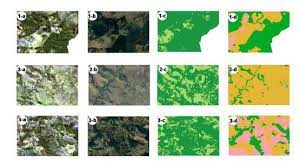 1-a 1-b 1-c 1-d
2-a 2-b 2-c 2-d
3-a 3-b 3-c 3-d